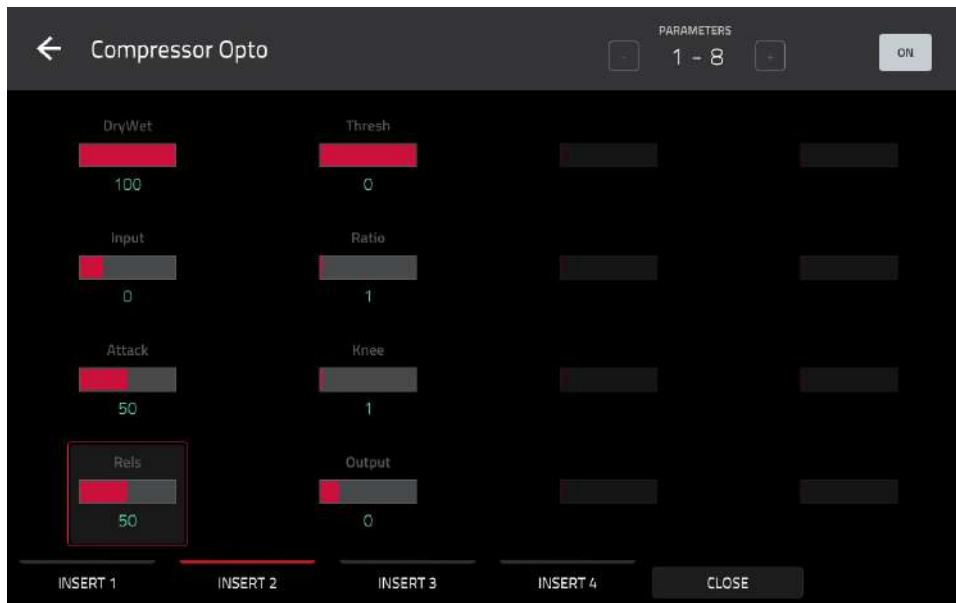 Compressor Opto
PARAMETERS
- 1 - 8 +
ON
DryWet Thresh
100 0
Input Ratio
0 1
Attack Knee
50 1
Rels Output
50 0
INSERT 1 INSERT 2 INSERT 3 INSERT 4 CLOSE